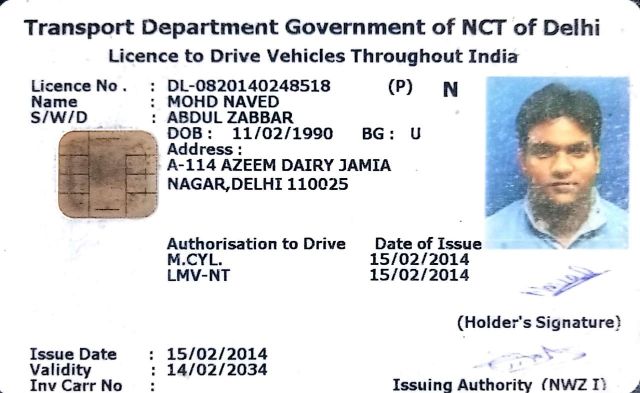 Transport Department Government of NCT of Delhi
Licence to Drive Vehicles Throughout India
Licence No. : DL-0820140248518 (P) N
Name : MOHD NAVED
S/W/D : ABDUL ZABBAR
DOB : 11/02/1990 BG : U
Address :
A-114 AZEEM DAIRY JAMIA
NAGAR,DELHI 110025
Authorisation to Drive Date of Issue
M.CYL. 15/02/2014
LMV-NT 15/02/2014
(Holder's Signature)
Issue Date : 15/02/2014
Validity : 14/02/2034
Inv Carr No :
Issuing Authority (NWZ I)